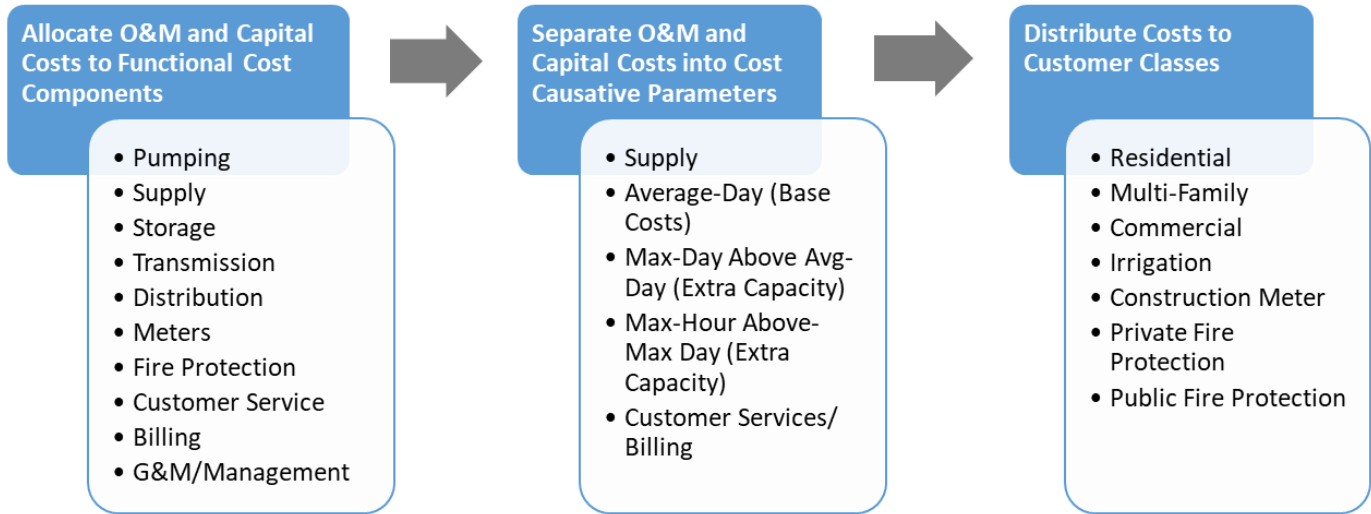 Allocate O&M and Capital
Costs to Functional Cost
Components
• Pumping
• Supply
• Storage
• Transmission
• Distribution
• Meters
• Fire Protection
• Customer Service
• Billing
• G&M/Management
Separate O&M and
Capital Costs into Cost
Causative Parameters
• Supply
• Average-Day (Base
Costs)
• Max-Day Above Avg-
Day (Extra Capacity)
• Max-Hour Above-
Max Day (Extra
Capacity)
• Customer Services/
Billing
Distribute Costs to
Customer Classes
• Residential
• Multi-Family
• Commercial
• Irrigation
• Construction Meter
• Private Fire
Protection
• Public Fire Protection